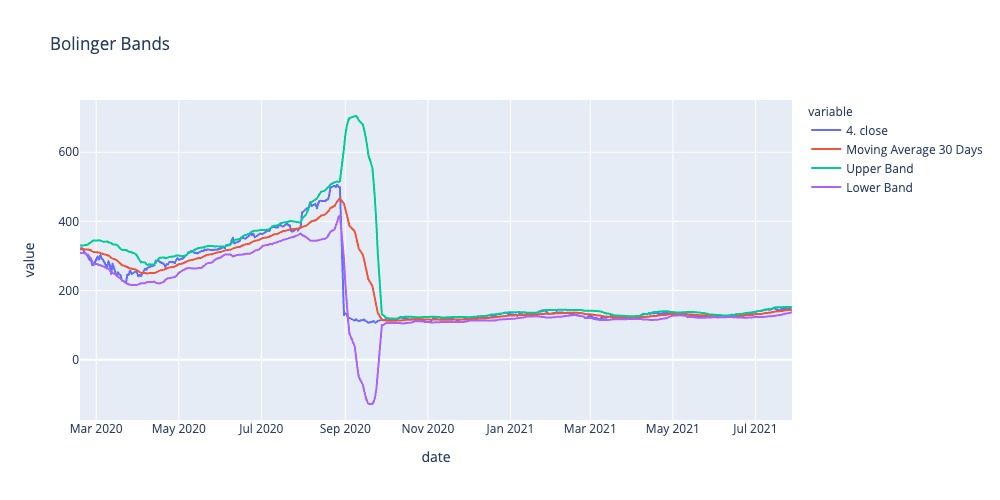 Bolinger Bands
variable
4. close
Moving Average 30 Days
Upper Band
Lower Band
value
600
400
200
0
Mar 2020
May 2020
Jul 2020
Sep 2020
Nov 2020
Jan 2021
Mar 2021
May 2021
Jul 2021
date